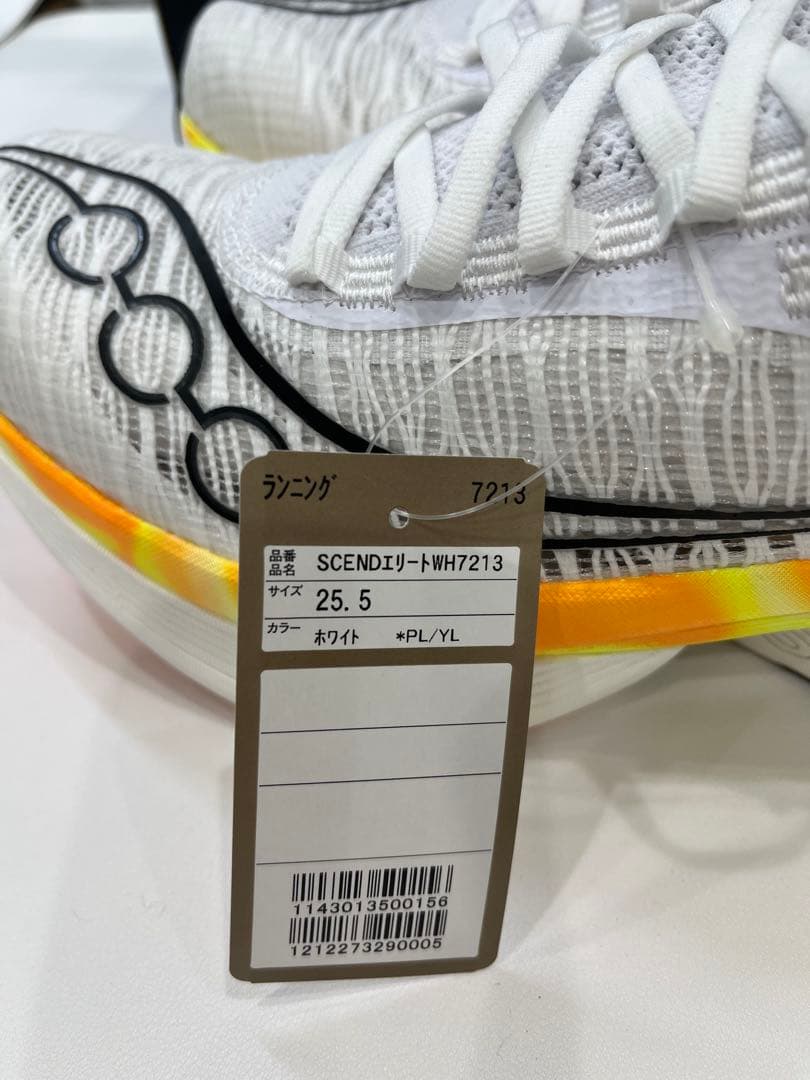 ﾗﾝﾆﾝｸﾞ 7213
品番
品名 SCENDｴﾘｰﾄWH7213
サイズ 25.5
カラー ﾎﾜｲﾄ *PL/YL
1143013500156
1212273290005